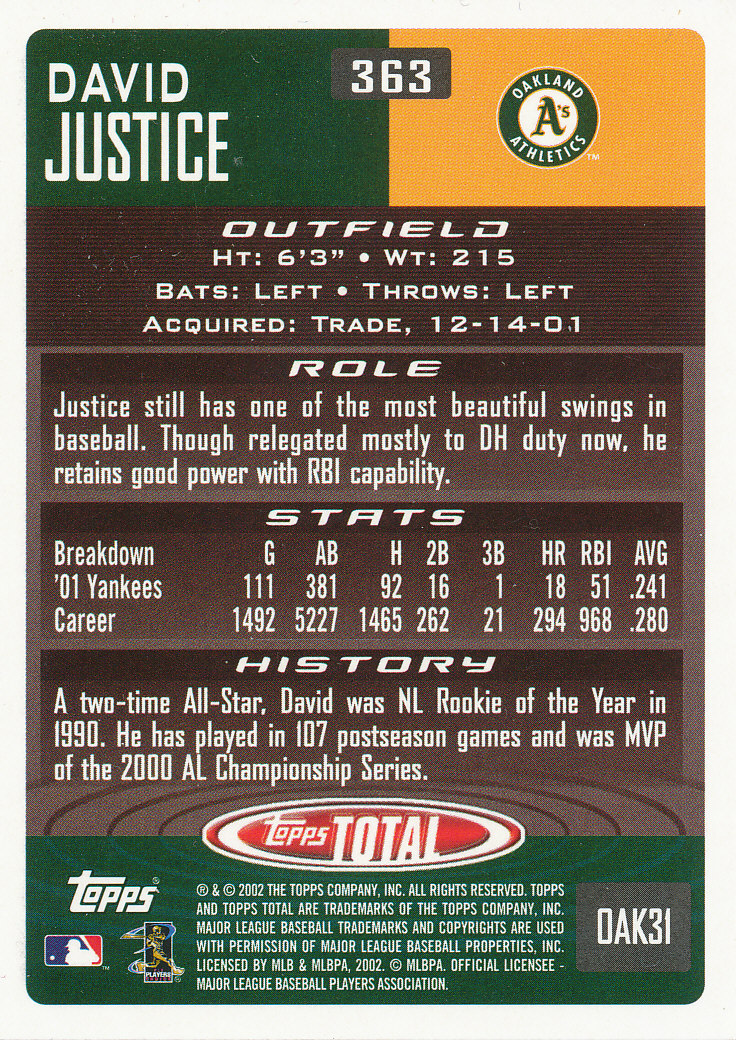 DAVID
JUSTICE
363
OAKLAND
A's
ATHLETICS
™
OUTFIELD
HT: 6'3" • WT: 215
BATS: LEFT • THROWS: LEFT
ACQUIRED: TRADE, 12-14-01
ROLE
Justice still has one of the most beautiful swings in
baseball. Though relegated mostly to DH duty now, he
retains good power with RBI capability.
STATS
Breakdown G AB H 2B 3B HR RBI AVG
'01 Yankees 111 381 92 16 1 18 51 .241
Career 1492 5227 1465 262 21 294 968 .280
HISTORY
A two-time All-Star, David was NL Rookie of the Year in
1990. He has played in 107 postseason games and was MVP
of the 2000 AL Championship Series.
Topps TOTAL
Topps®
® & © 2002 THE TOPPS COMPANY, INC. ALL RIGHTS RESERVED. TOPPS
AND TOPPS TOTAL ARE TRADEMARKS OF THE TOPPS COMPANY, INC.
MAJOR LEAGUE BASEBALL TRADEMARKS AND COPYRIGHTS ARE USED
WITH PERMISSION OF MAJOR LEAGUE BASEBALL PROPERTIES, INC.
LICENSED BY MLB & MLBPA, 2002. © MLBPA. OFFICIAL LICENSEE -
MAJOR LEAGUE BASEBALL PLAYERS ASSOCIATION.
™
PLAYERS
OAK31